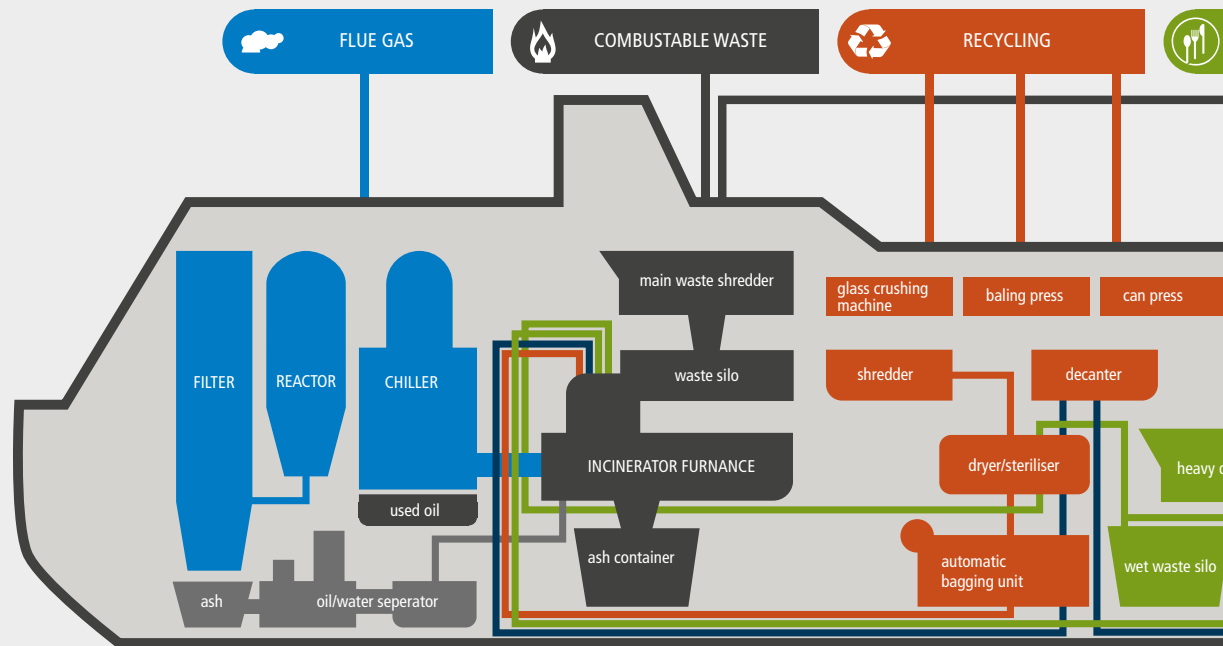 FLUE GAS
COMBUSTABLE WASTE
RECYCLING
main waste shredder
glass crushing
machine
baling press
can press
FILTER
REACTOR
CHILLER
waste silo
shredder
decanter
INCINERATOR FURNANCE
dryer/steriliser
heavy
used oil
ash container
automatic
bagging unit
wet waste silo
ash
oil/water seperator